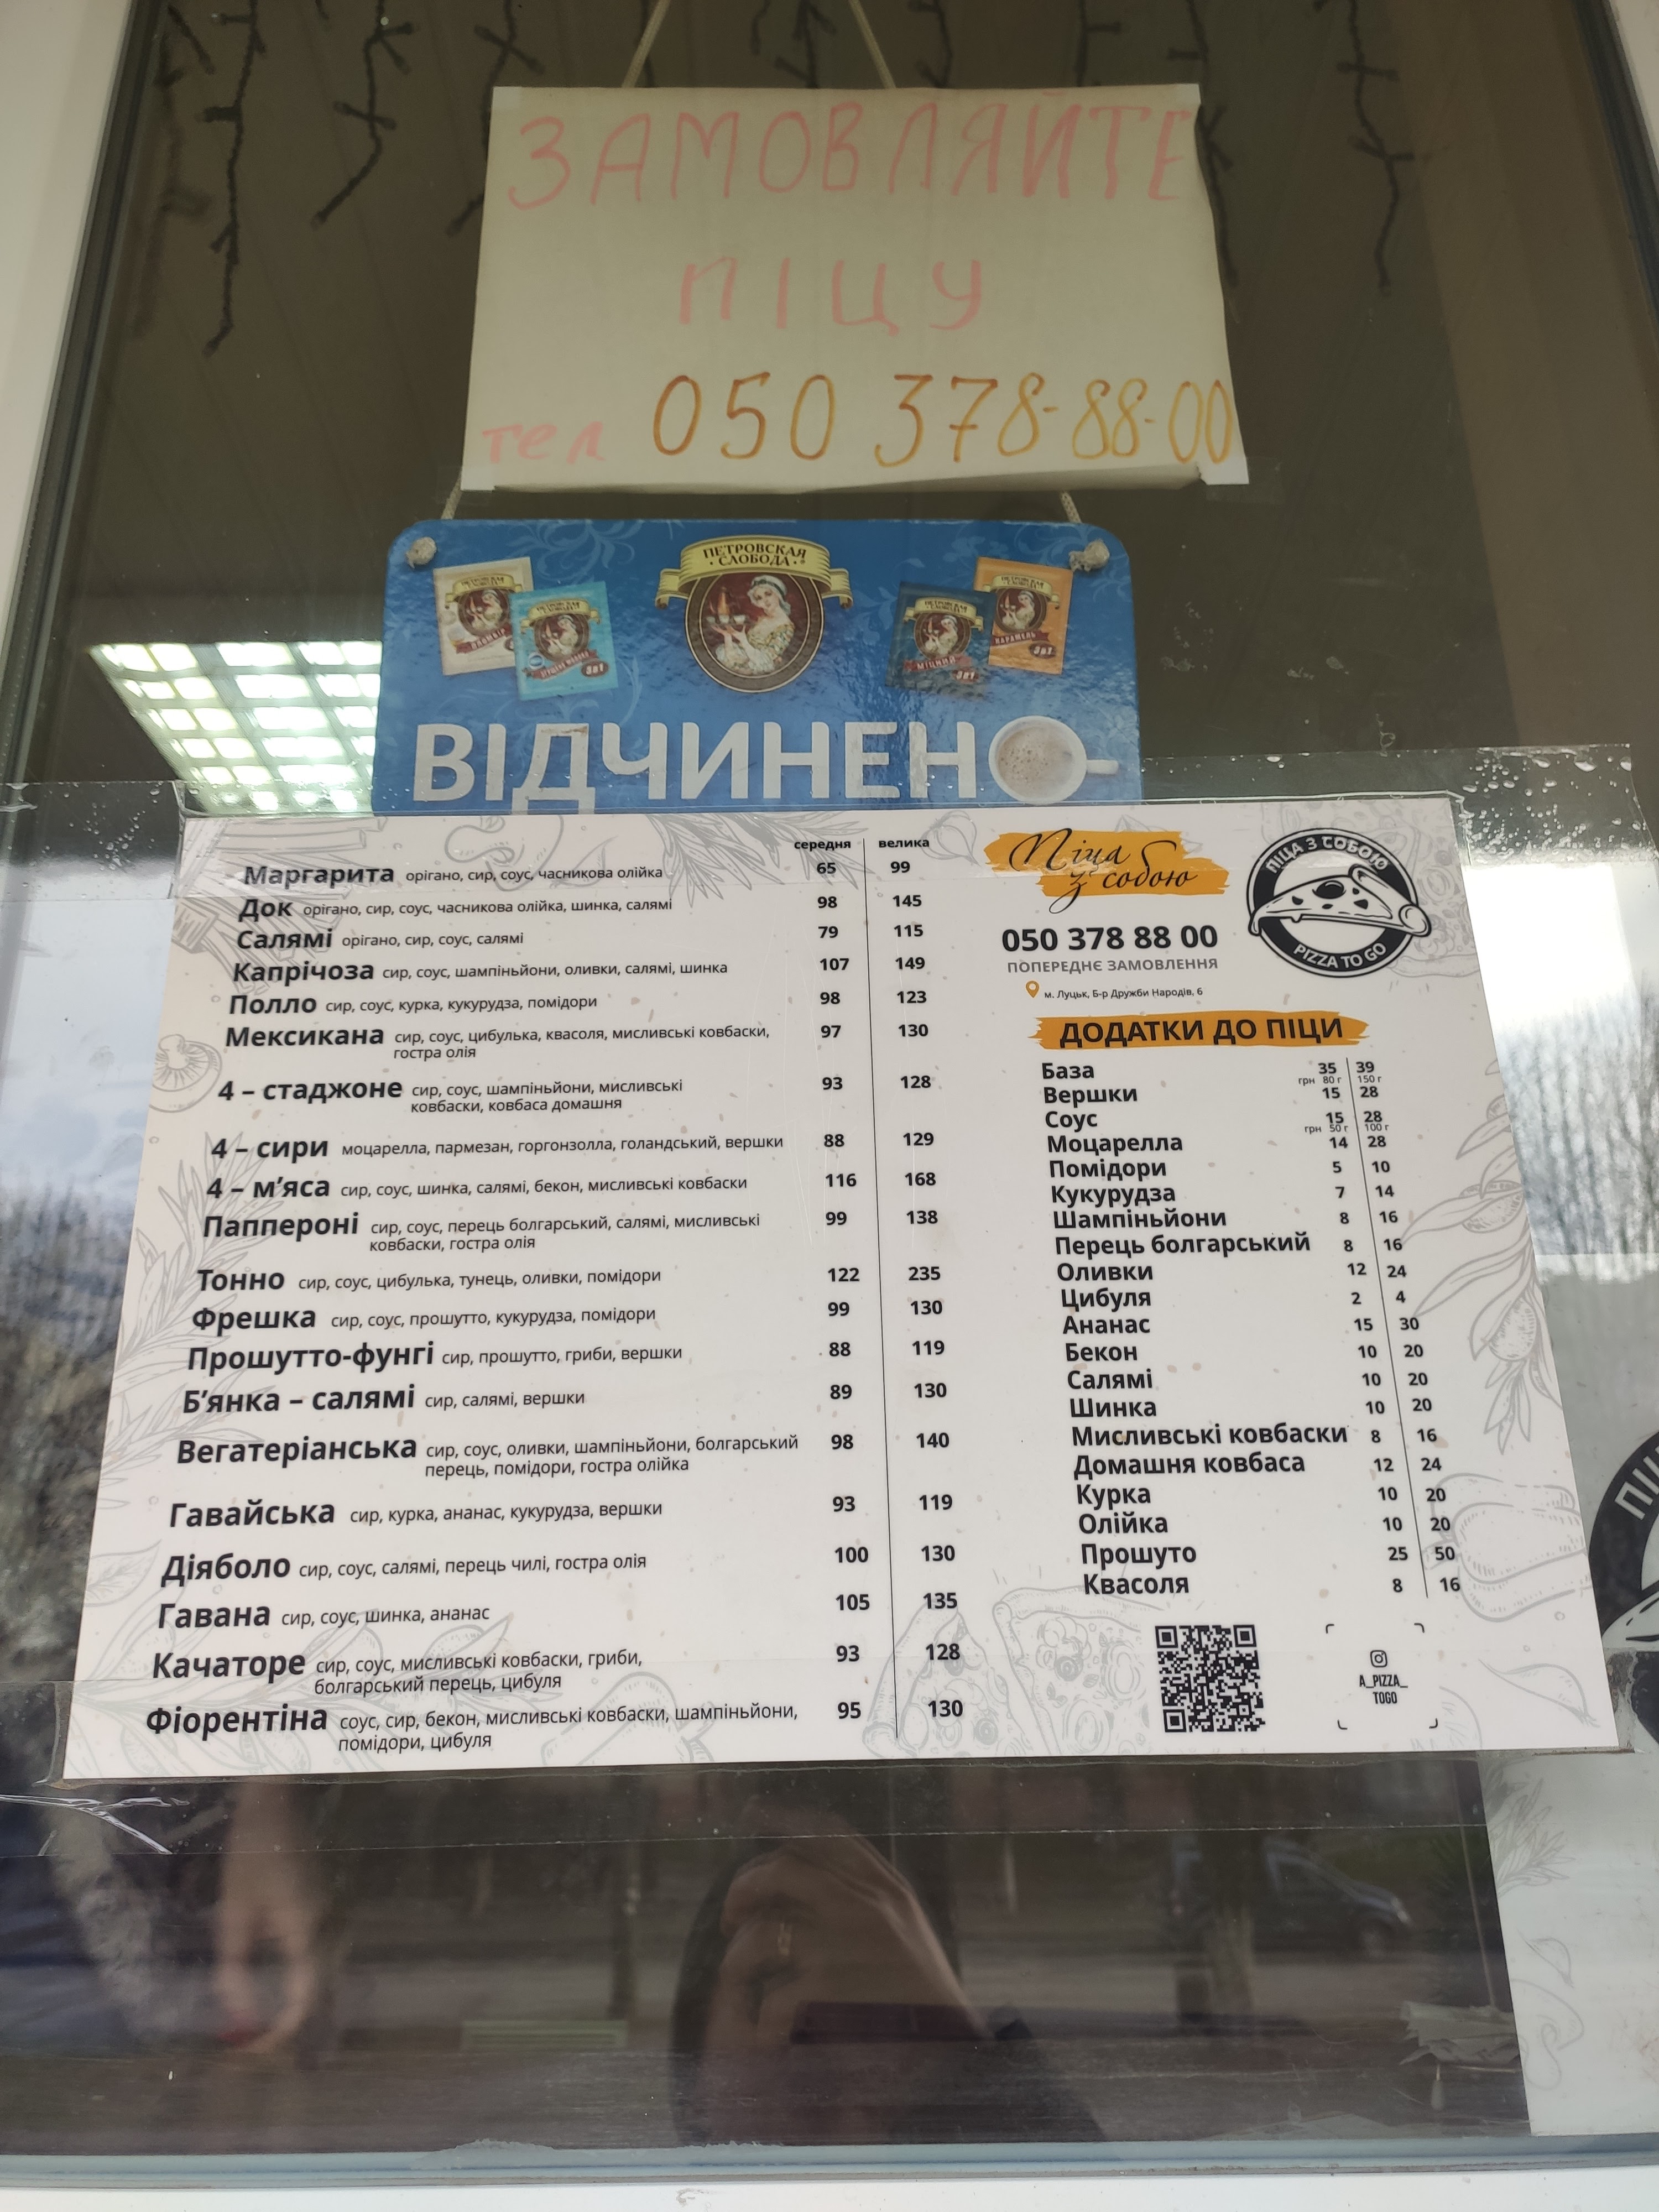 ЗАМОВЛЯЙТЕ
ПІЦУ
тел 050 378-88-00
ПЕТРОВСКАЯ
СЛОБОДА
МІЦНИЙ
3в1
КАРАМЕЛЬ
3в1
3в1
ВІДЧИНЕНО
середня велика
Маргарита орігано, сир, соус, часникова олійка 65 99
Док орігано, сир, соус, часникова олійка, шинка, салямі 98 145
Салямі орігано, сир, соус, салямі 79 115
Капрічоза сир, соус, шампіньйони, оливки, салямі, шинка 107 149
Полло сир, соус, курка, кукурудза, помідори 98 123
Мексикана сир, соус, цибулька, квасоля, мисливські ковбаски, 97 130
гостра олія
4 – стаджоне сир, соус, шампіньйони, мисливські 93 128
ковбаски, ковбаса домашня
4 – сири моцарелла, пармезан, горгонзолла, голандський, вершки 88 129
4 – м’яса сир, соус, шинка, салямі, бекон, мисливські ковбаски 116 168
Паппероні сир, соус, перець болгарський, салямі, мисливські 99 138
ковбаски, гостра олія
Тонно сир, соус, цибулька, тунець, оливки, помідори 122 235
Фрешка сир, соус, прошутто, кукурудза, помідори 99 130
Прошутто-фунгі сир, прошутто, гриби, вершки 88 119
Б’янка – салямі сир, салямі, вершки 89 130
Вегатеріанська сир, соус, оливки, шампіньйони, болгарський 98 140
перець, помідори, гостра олійка
Гавайська сир, курка, ананас, кукурудза, вершки 93 119
Діяболо сир, соус, салямі, перець чилі, гостра олія 100 130
Гавана сир, соус, шинка, ананас 105 135
Качаторе сир, соус, мисливські ковбаски, гриби, 93 128
болгарський перець, цибуля
Фіорентіна соус, сир, бекон, мисливські ковбаски, шампіньйони, 95 130
помідори, цибуля
Піца
з собою
ПІЦА З СОБОЮ
PIZZA TO GO
050 378 88 00
ПОПЕРЕДНЄ ЗАМОВЛЕННЯ
м. Луцьк, Б-р Дружби Народів, 6
ДОДАТКИ ДО ПІЦИ
База 35 39
грн 80 г 150 г
Вершки 15 28
Соус 15 28
грн 50 г 100 г
Моцарелла 14 28
Помідори 5 10
Кукурудза 7 14
Шампіньйони 8 16
Перець болгарський 8 16
Оливки 12 24
Цибуля 2 4
Ананас 15 30
Бекон 10 20
Салямі 10 20
Шинка 10 20
Мисливські ковбаски 8 16
Домашня ковбаса 12 24
Курка 10 20
Олійка 10 20
Прошуто 25 50
Квасоля 8 16
A_PIZZA_
TOGO